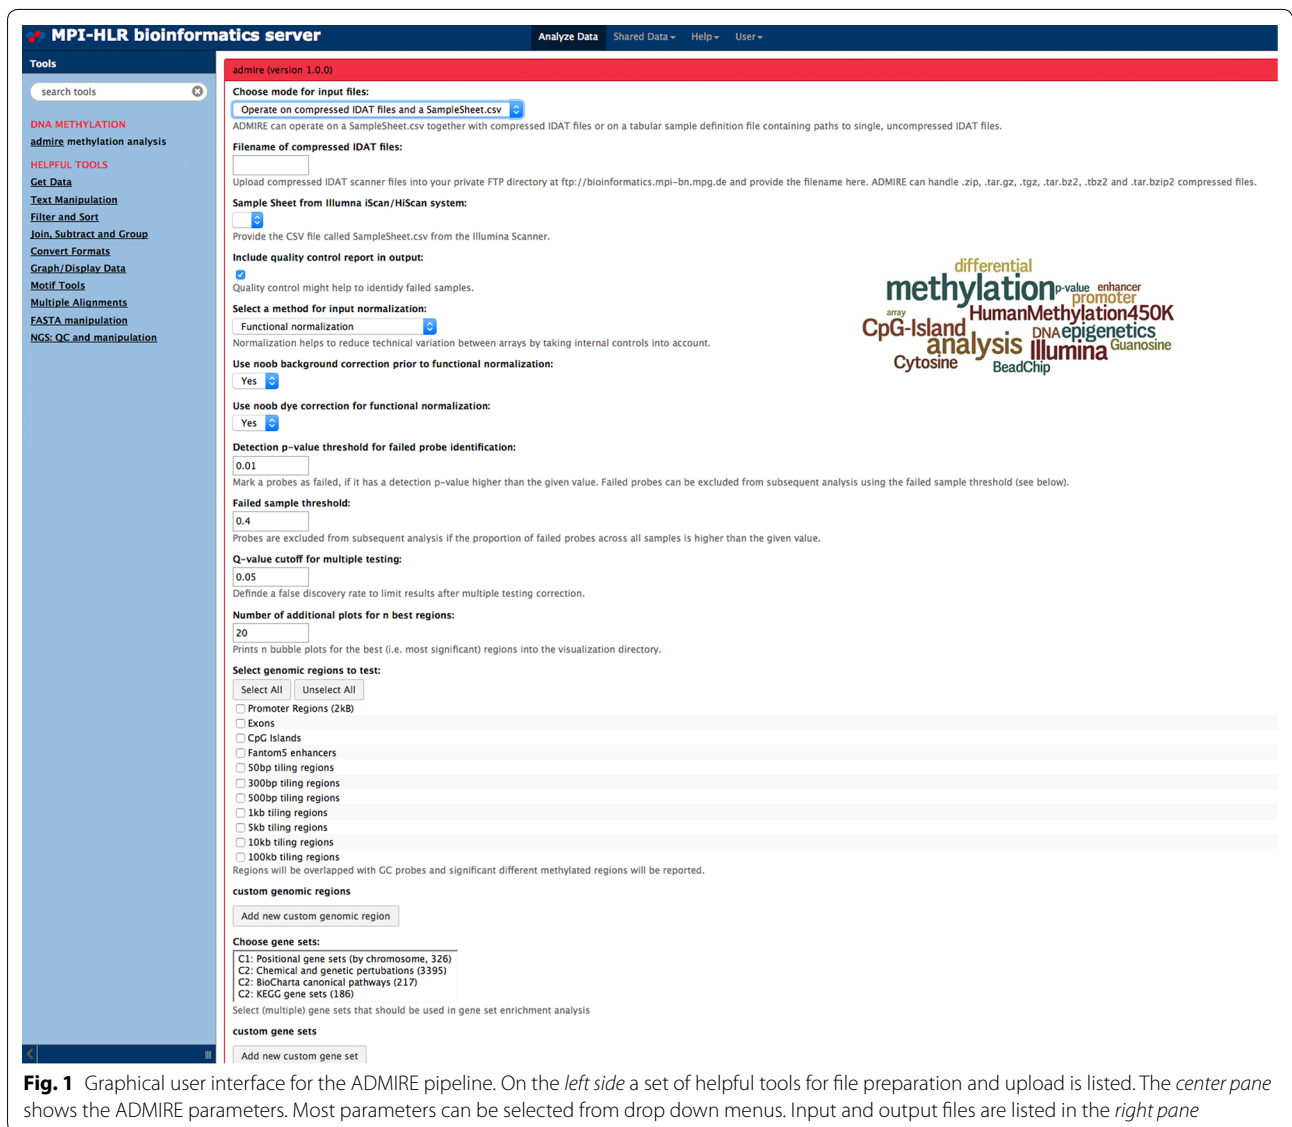 MPI-HLR bioinformatics server
Analyze Data Shared Data Help User
Tools
search tools
DNA METHYLATION
admire methylation analysis
HELPFUL TOOLS
Get Data
Text Manipulation
Filter and Sort
Join, Subtract and Group
Convert Formats
Graph/Display Data
Motif Tools
Multiple Alignments
FASTA manipulation
NGS: QC and manipulation
admire (version 1.0.0)
Choose mode for input files:
Operate on compressed IDAT files and a SampleSheet.csv
ADMIRE can operate on a SampleSheet.csv together with compressed IDAT files or on a tabular sample definition file containing paths to single, uncompressed IDAT files.
Filename of compressed IDAT files:
Upload compressed IDAT scanner files into your private FTP directory at ftp://bioinformatics.mpi-bn.mpg.de and provide the filename here. ADMIRE can handle .zip, .tar.gz, .tgz, .tar.bz2, .tbz2 and .tar.bzip2 compressed files.
Sample Sheet from Illumna iScan/HiScan system:
Provide the CSV file called SampleSheet.csv from the Illumina Scanner.
Include quality control report in output:
Quality control might help to identidy failed samples.
Select a method for input normalization:
Functional normalization
Normalization helps to reduce technical variation between arrays by taking internal controls into account.
Use noob background correction prior to functional normalization:
Yes
Use noob dye correction for functional normalization:
Yes
Detection p-value threshold for failed probe identification:
0.01
Mark a probes as failed, if it has a detection p-value higher than the given value. Failed probes can be excluded from subsequent analysis using the failed sample threshold (see below).
Failed sample threshold:
0.4
Probes are excluded from subsequent analysis if the proportion of failed probes across all samples is higher than the given value.
Q-value cutoff for multiple testing:
0.05
Definde a false discovery rate to limit results after multiple testing correction.
Number of additional plots for n best regions:
20
Prints n bubble plots for the best (i.e. most significant) regions into the visualization directory.
Select genomic regions to test:
Select All Unselect All
Promoter Regions (2kB)
Exons
CpG Islands
Fantom5 enhancers
50bp tiling regions
300bp tiling regions
500bp tiling regions
1kb tiling regions
5kb tiling regions
10kb tiling regions
100kb tiling regions
Regions will be overlapped with GC probes and significant different methylated regions will be reported.
custom genomic regions
Add new custom genomic region
Choose gene sets:
C1: Positional gene sets (by chromosome, 326)
C2: Chemical and genetic pertubations (3395)
C2: BioCharta canonical pathways (217)
C2: KEGG gene sets (186)
Select (multiple) gene sets that should be used in gene set enrichment analysis
custom gene sets
Add new custom gene set
differential
methylation p-value enhancer
promoter
array HumanMethylation450K
CpG-Island DNA epigenetics
analysis Illumina Guanosine
Cytosine BeadChip
Fig. 1 Graphical user interface for the ADMIRE pipeline. On the left side a set of helpful tools for file preparation and upload is listed. The center pane
shows the ADMIRE parameters. Most parameters can be selected from drop down menus. Input and output files are listed in the right pane